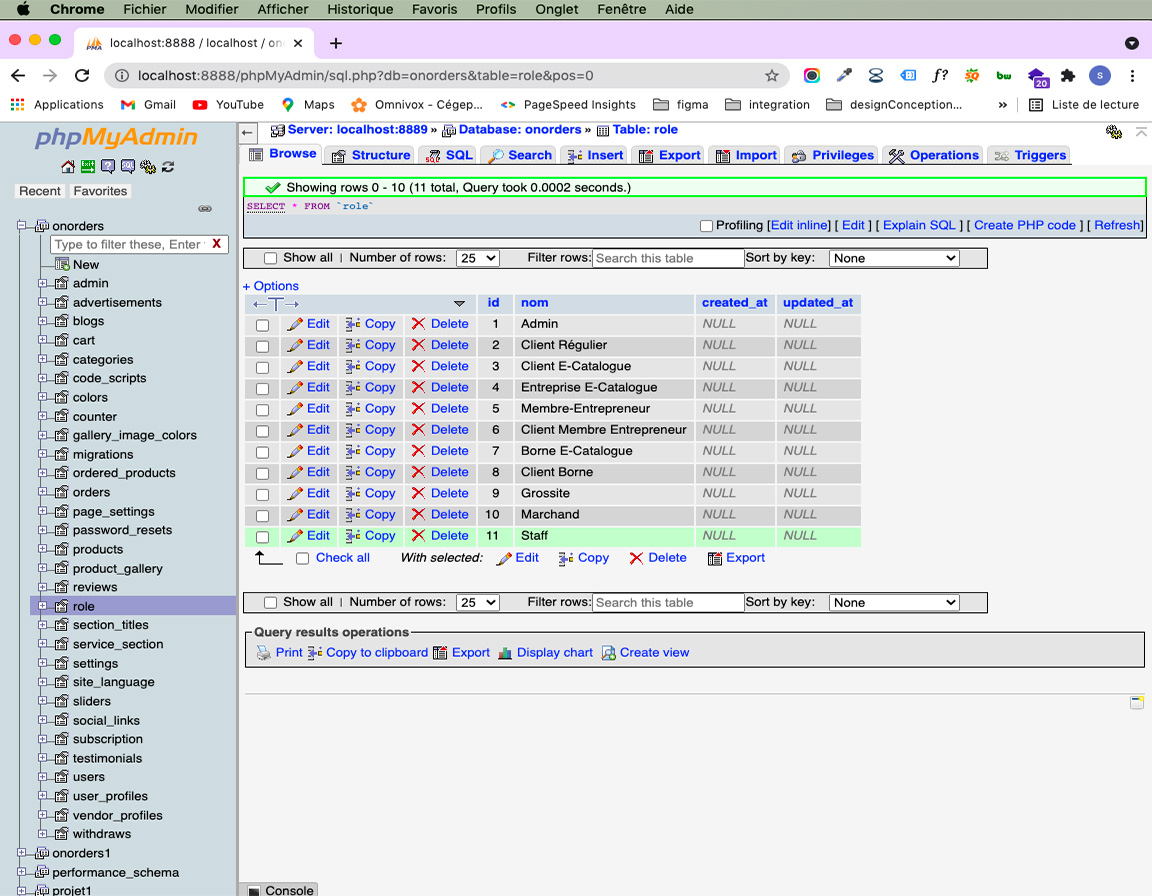 Chrome Fichier Modifier Afficher Historique Favoris Profils Onglet Fenêtre Aide
localhost:8888 / localhost / on
localhost:8888/phpMyAdmin/sql.php?db=onorders&table=role&pos=0
f? SQ bw 20 S
Applications Gmail YouTube Maps Omnivox - Cégep... PageSpeed Insights figma integration designConception... » Liste de lecture
phpMyAdmin
Recent Favorites
onorders
Type to filter these, Enter X
New
admin
advertisements
blogs
cart
categories
code_scripts
colors
counter
gallery_image_colors
migrations
ordered_products
orders
page_settings
password_resets
products
product_gallery
reviews
role
section_titles
service_section
settings
site_language
sliders
social_links
subscription
testimonials
users
user_profiles
vendor_profiles
withdraws
onorders1
performance_schema
projet1
Server: localhost:8889 » Database: onorders » Table: role
Browse Structure SQL Search Insert Export Import Privileges Operations Triggers
Showing rows 0 - 10 (11 total, Query took 0.0002 seconds.)
SELECT * FROM `role`
Profiling [Edit inline] [ Edit ] [ Explain SQL ] [ Create PHP code ] [ Refresh]
Show all | Number of rows: 25 Filter rows: Search this table Sort by key: None
+ Options
←T→ id nom created_at updated_at
Edit Copy Delete 1 Admin NULL NULL
Edit Copy Delete 2 Client Régulier NULL NULL
Edit Copy Delete 3 Client E-Catalogue NULL NULL
Edit Copy Delete 4 Entreprise E-Catalogue NULL NULL
Edit Copy Delete 5 Membre-Entrepreneur NULL NULL
Edit Copy Delete 6 Client Membre Entrepreneur NULL NULL
Edit Copy Delete 7 Borne E-Catalogue NULL NULL
Edit Copy Delete 8 Client Borne NULL NULL
Edit Copy Delete 9 Grossite NULL NULL
Edit Copy Delete 10 Marchand NULL NULL
Edit Copy Delete 11 Staff NULL NULL
Check all With selected: Edit Copy Delete Export
Show all | Number of rows: 25 Filter rows: Search this table Sort by key: None
Query results operations
Print Copy to clipboard Export Display chart Create view
Console